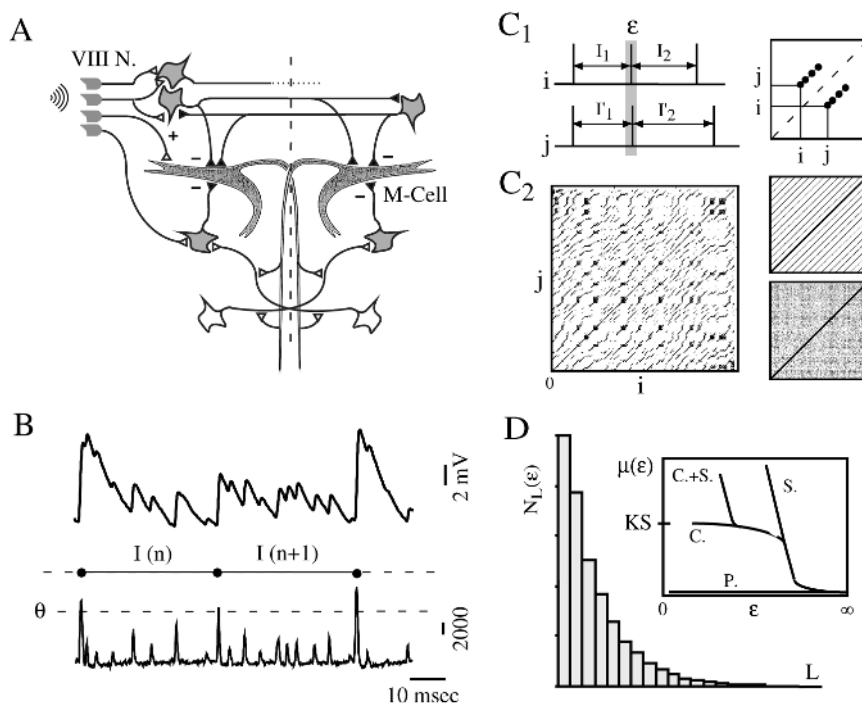 A
VIII N.
+
−
−
−
−
M-Cell
B
2 mV
I (n)
I (n+1)
θ
2000
10 msec
C1
ε
I1
I2
i
I'1
I'2
j
j
i
i
j
C2
j
0
i
D
NL(ε)
L
μ(ε)
C.+S.
S.
KS
C.
P.
0
ε
∞